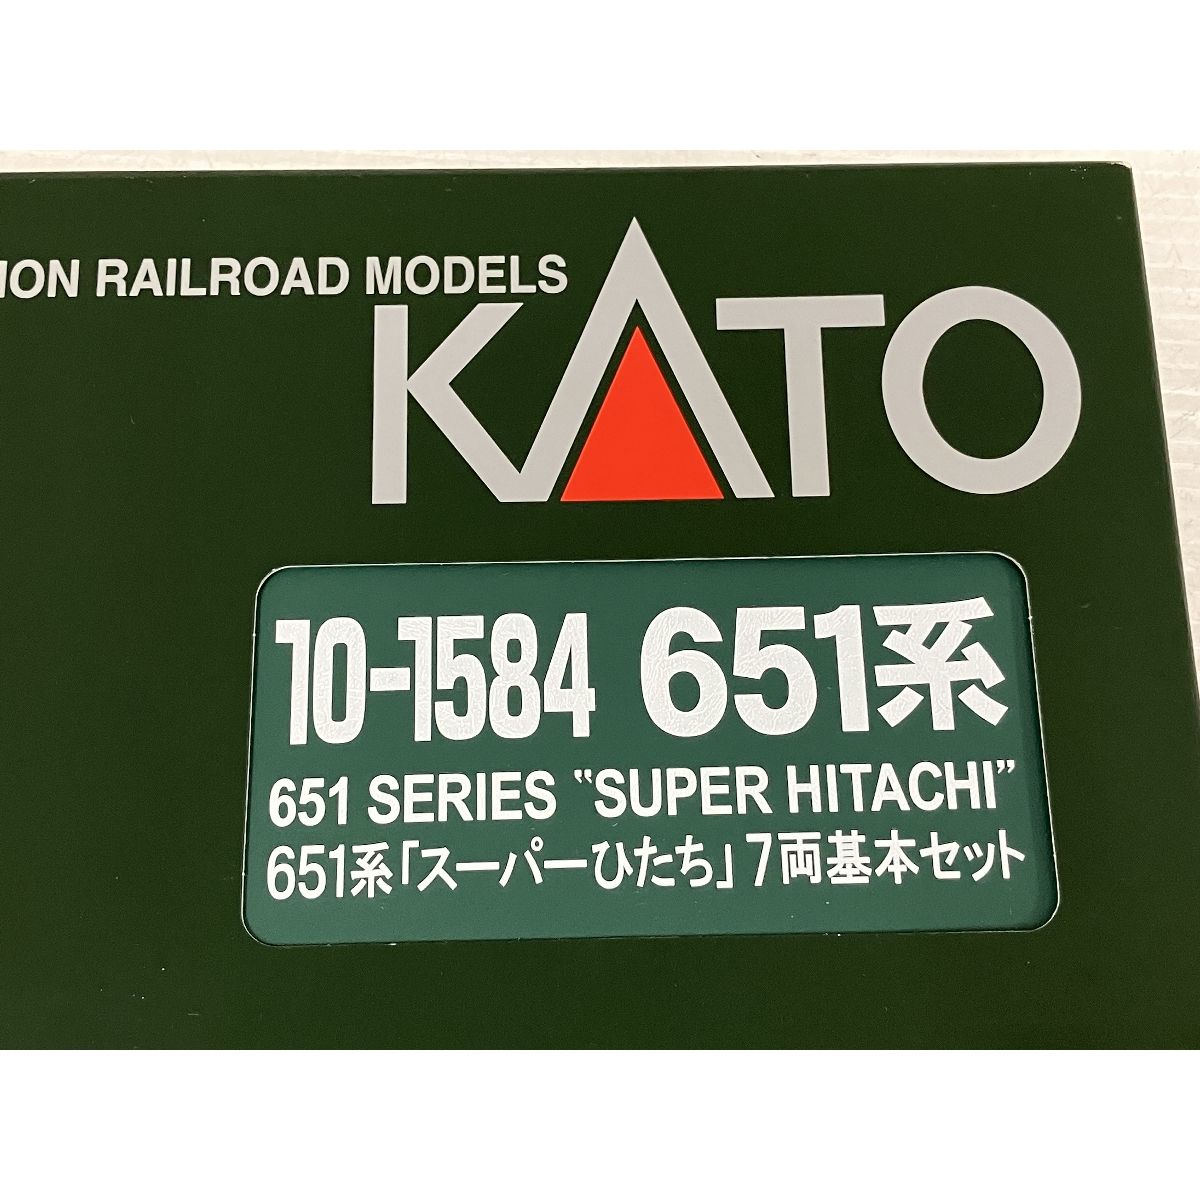 RAILROAD MODELS
KATO
10-1584 651系
651 SERIES "SUPER HITACHI"
651系「スーパーひたち」7両基本セット